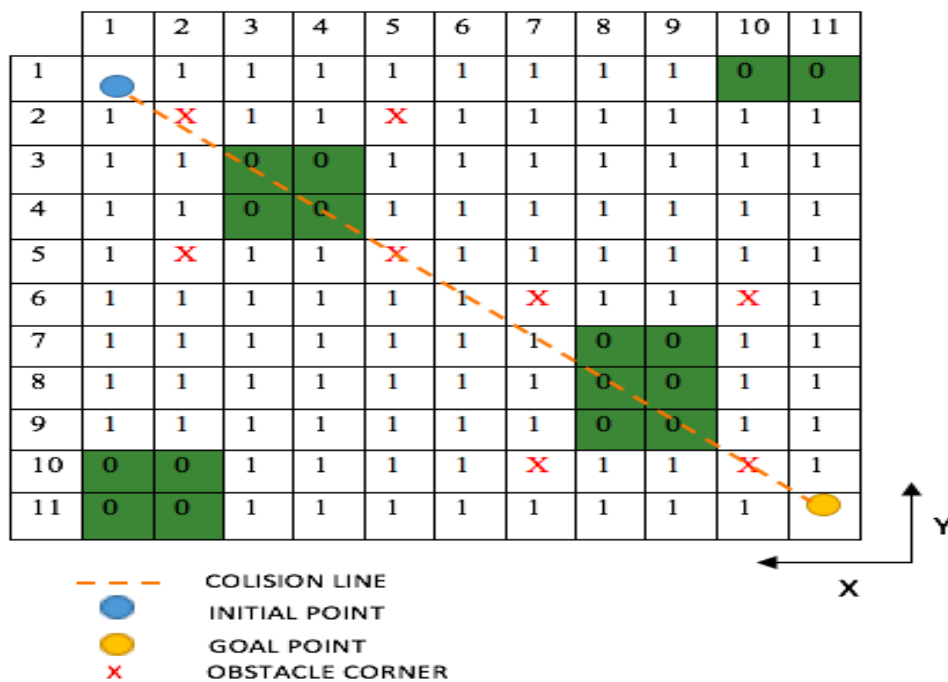 1 2 3 4 5 6 7 8 9 10 11
1 1 1 1 1 1 1 1 1 0 0
2 1 X 1 1 X 1 1 1 1 1 1
3 1 1 0 0 1 1 1 1 1 1 1
4 1 1 0 0 1 1 1 1 1 1 1
5 1 X 1 1 X 1 1 1 1 1 1
6 1 1 1 1 1 1 X 1 1 X 1
7 1 1 1 1 1 1 1 0 0 1 1
8 1 1 1 1 1 1 1 0 0 1 1
9 1 1 1 1 1 1 1 0 0 1 1
10 0 0 1 1 1 1 X 1 1 X 1
11 0 0 1 1 1 1 1 1 1 1
Y
X
COLISION LINE
INITIAL POINT
GOAL POINT
X OBSTACLE CORNER